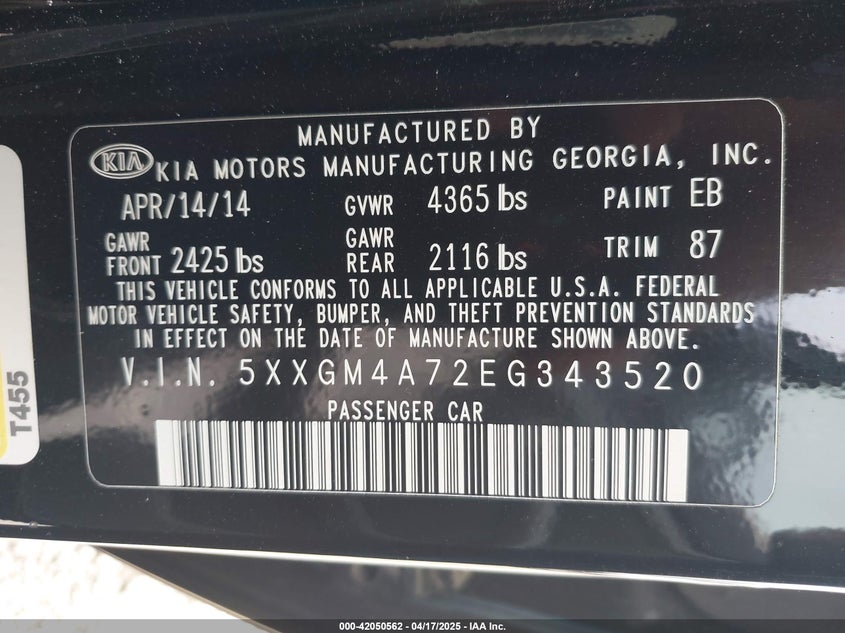 MANUFACTURED BY
KIA KIA MOTORS MANUFACTURING GEORGIA, INC.
APR/14/14 GVWR 4365 lbs PAINT EB
GAWR FRONT 2425 lbs GAWR REAR 2116 lbs TRIM 87
THIS VEHICLE CONFORMS TO ALL APPLICABLE U.S.A. FEDERAL
MOTOR VEHICLE SAFETY, BUMPER, AND THEFT PREVENTION STANDARDS
IN EFFECT ON THE DATE OF MANUFACTURE SHOWN ABOVE.
V.I.N. 5XXGM4A72EG343520
PASSENGER CAR
T455
000-42050562 - 04/17/2025 - IAA Inc.